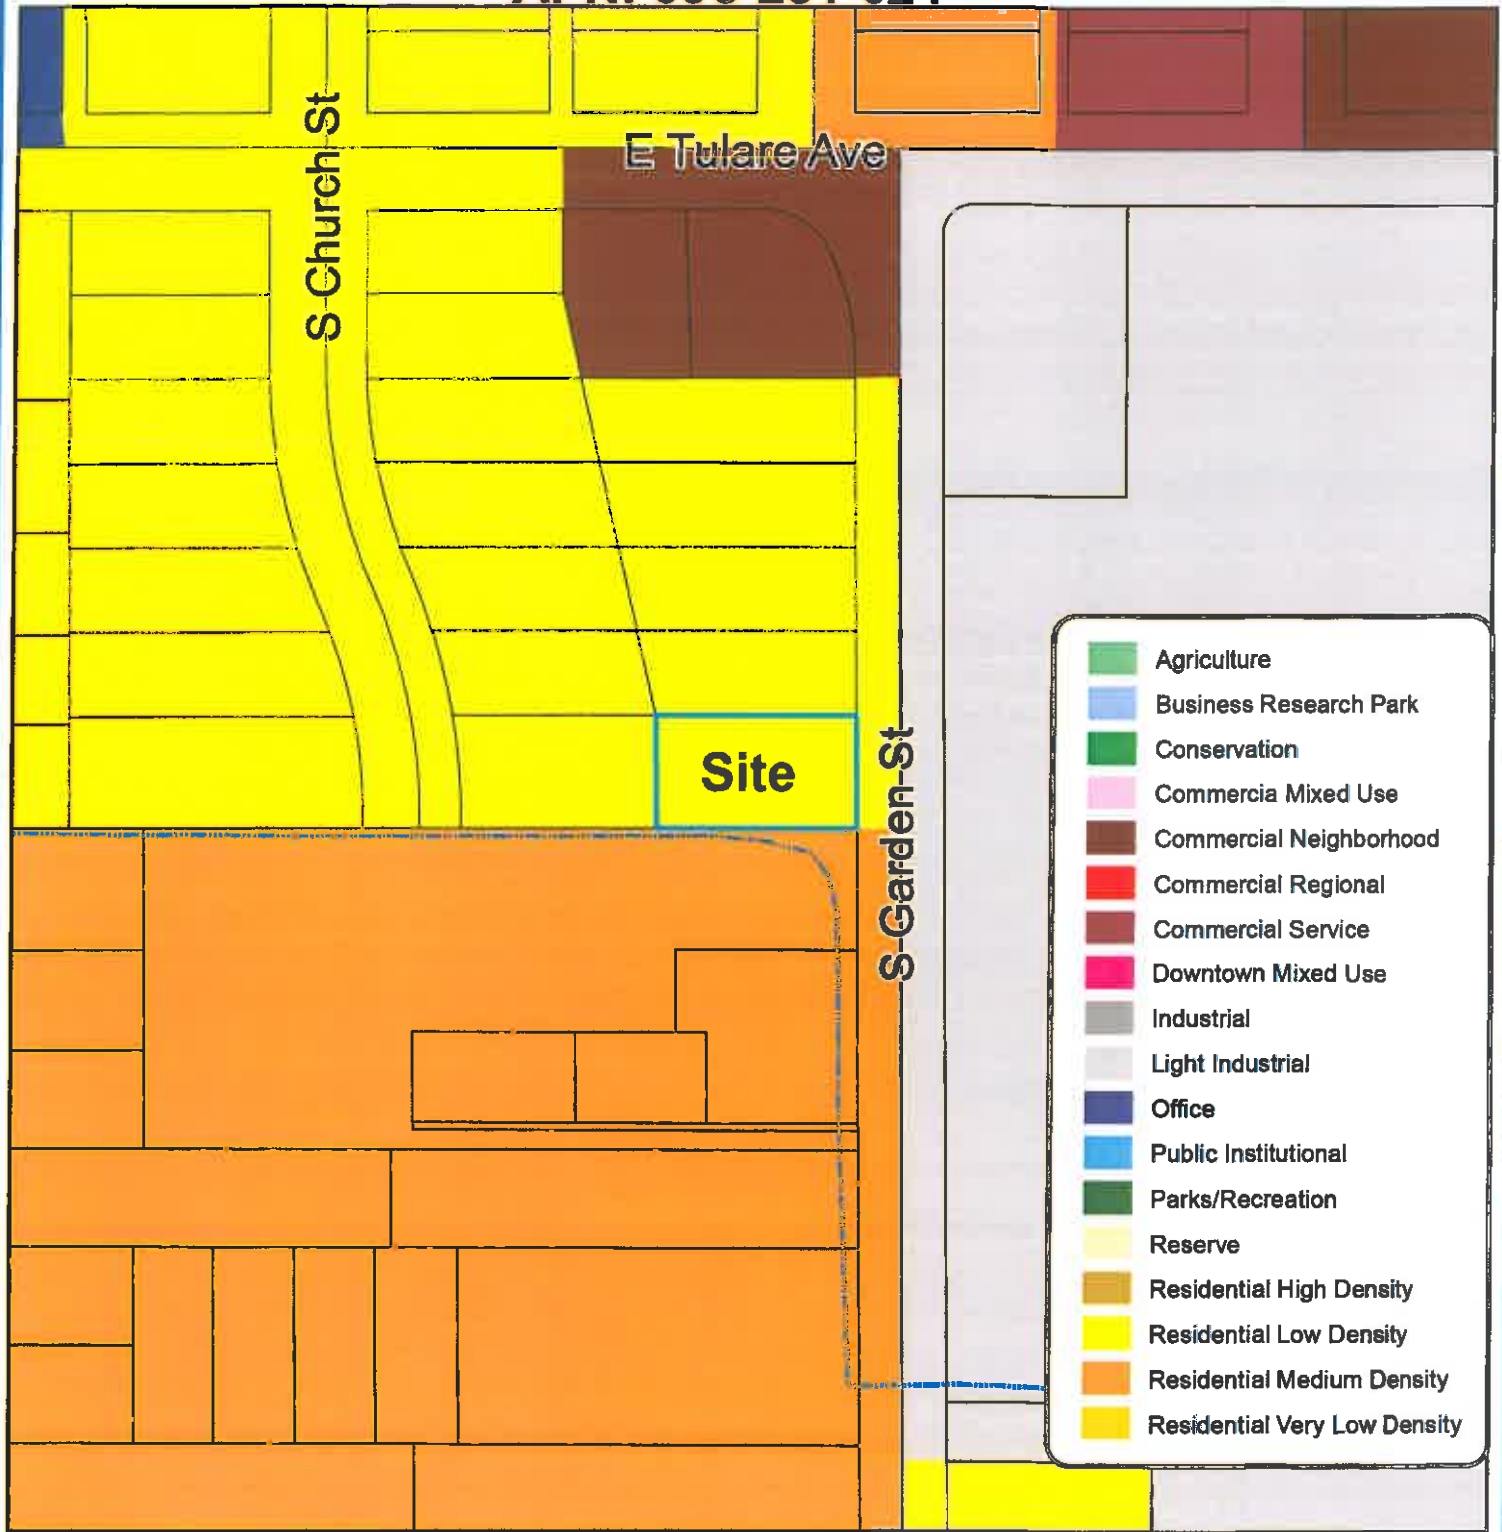 E Tulare Ave
S Church St
Site
S Garden St
Agriculture
Business Research Park
Conservation
Commercia Mixed Use
Commercial Neighborhood
Commercial Regional
Commercial Service
Downtown Mixed Use
Industrial
Light Industrial
Office
Public Institutional
Parks/Recreation
Reserve
Residential High Density
Residential Low Density
Residential Medium Density
Residential Very Low Density